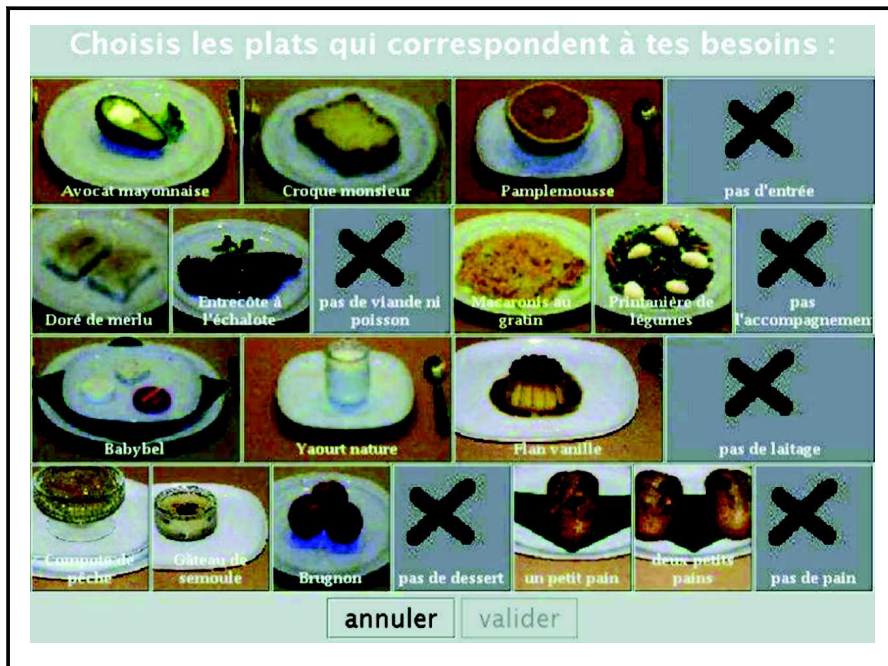 Choisis les plats qui correspondent à tes besoins :
Avocat mayonnaise
Croque monsieur
Pamplemousse
pas d'entrée
Doré de merlu
Entrecôte à
l'échalote
pas de viande ni
poisson
Macaronis au
gratin
Printanière de
légumes
pas
l'accompagnement
Babybel
Yaourt nature
Flan vanille
pas de laitage
Compote de
pêche
Gâteau de
semoule
Brugnon
pas de dessert
un petit pain
deux petits
pains
pas de pain
annuler
valider